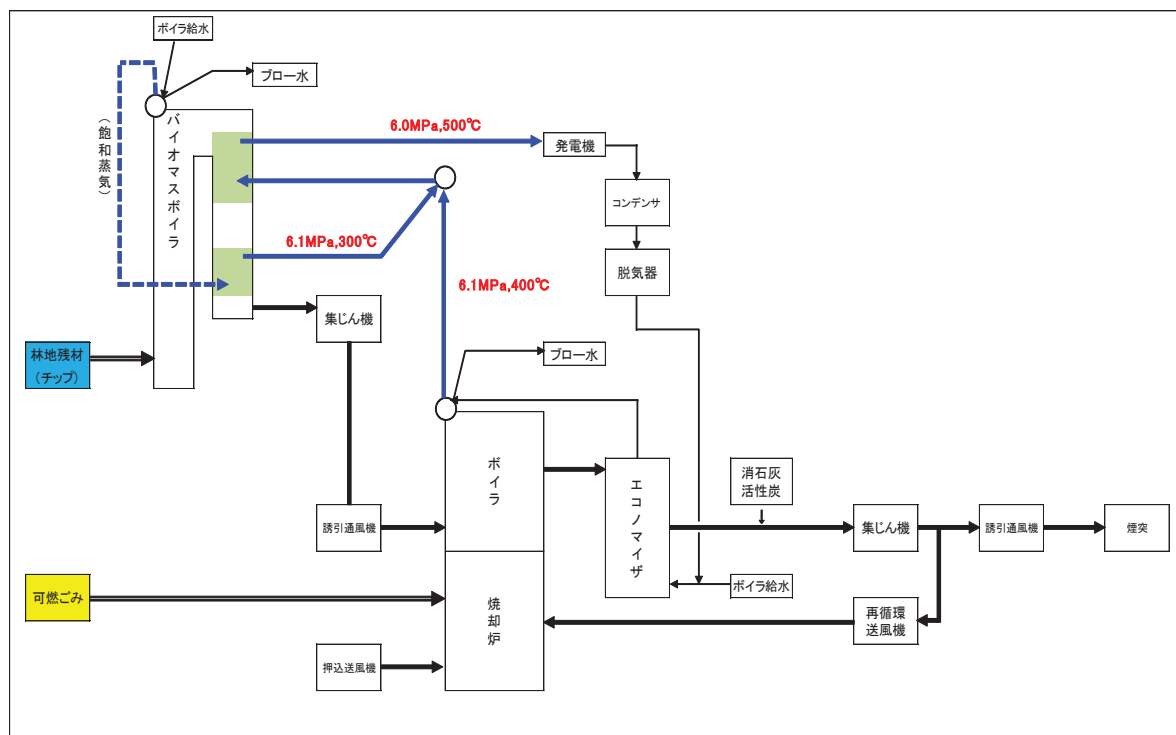 ボイラ給水
ブロー水
(飽和蒸気)
バイオマスボイラ
6.0MPa,500℃
発電機
コンデンサ
脱気器
6.1MPa,300℃
6.1MPa,400℃
集じん機
林地残材
(チップ)
ブロー水
ボイラ
エコノマイザ
消石灰
活性炭
誘引通風機
集じん機
誘引通風機
煙突
可燃ごみ
焼却炉
ボイラ給水
再循環
送風機
押込送風機